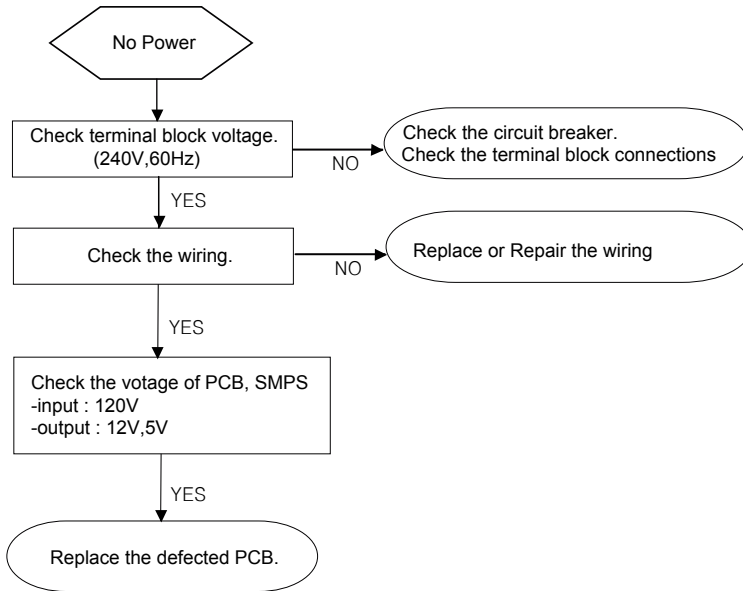 No Power
Check terminal block voltage.
(240V,60Hz)
NO
Check the circuit breaker.
Check the terminal block connections
YES
Check the wiring.
NO
Replace or Repair the wiring
YES
Check the votage of PCB, SMPS
-input : 120V
-output : 12V,5V
YES
Replace the defected PCB.